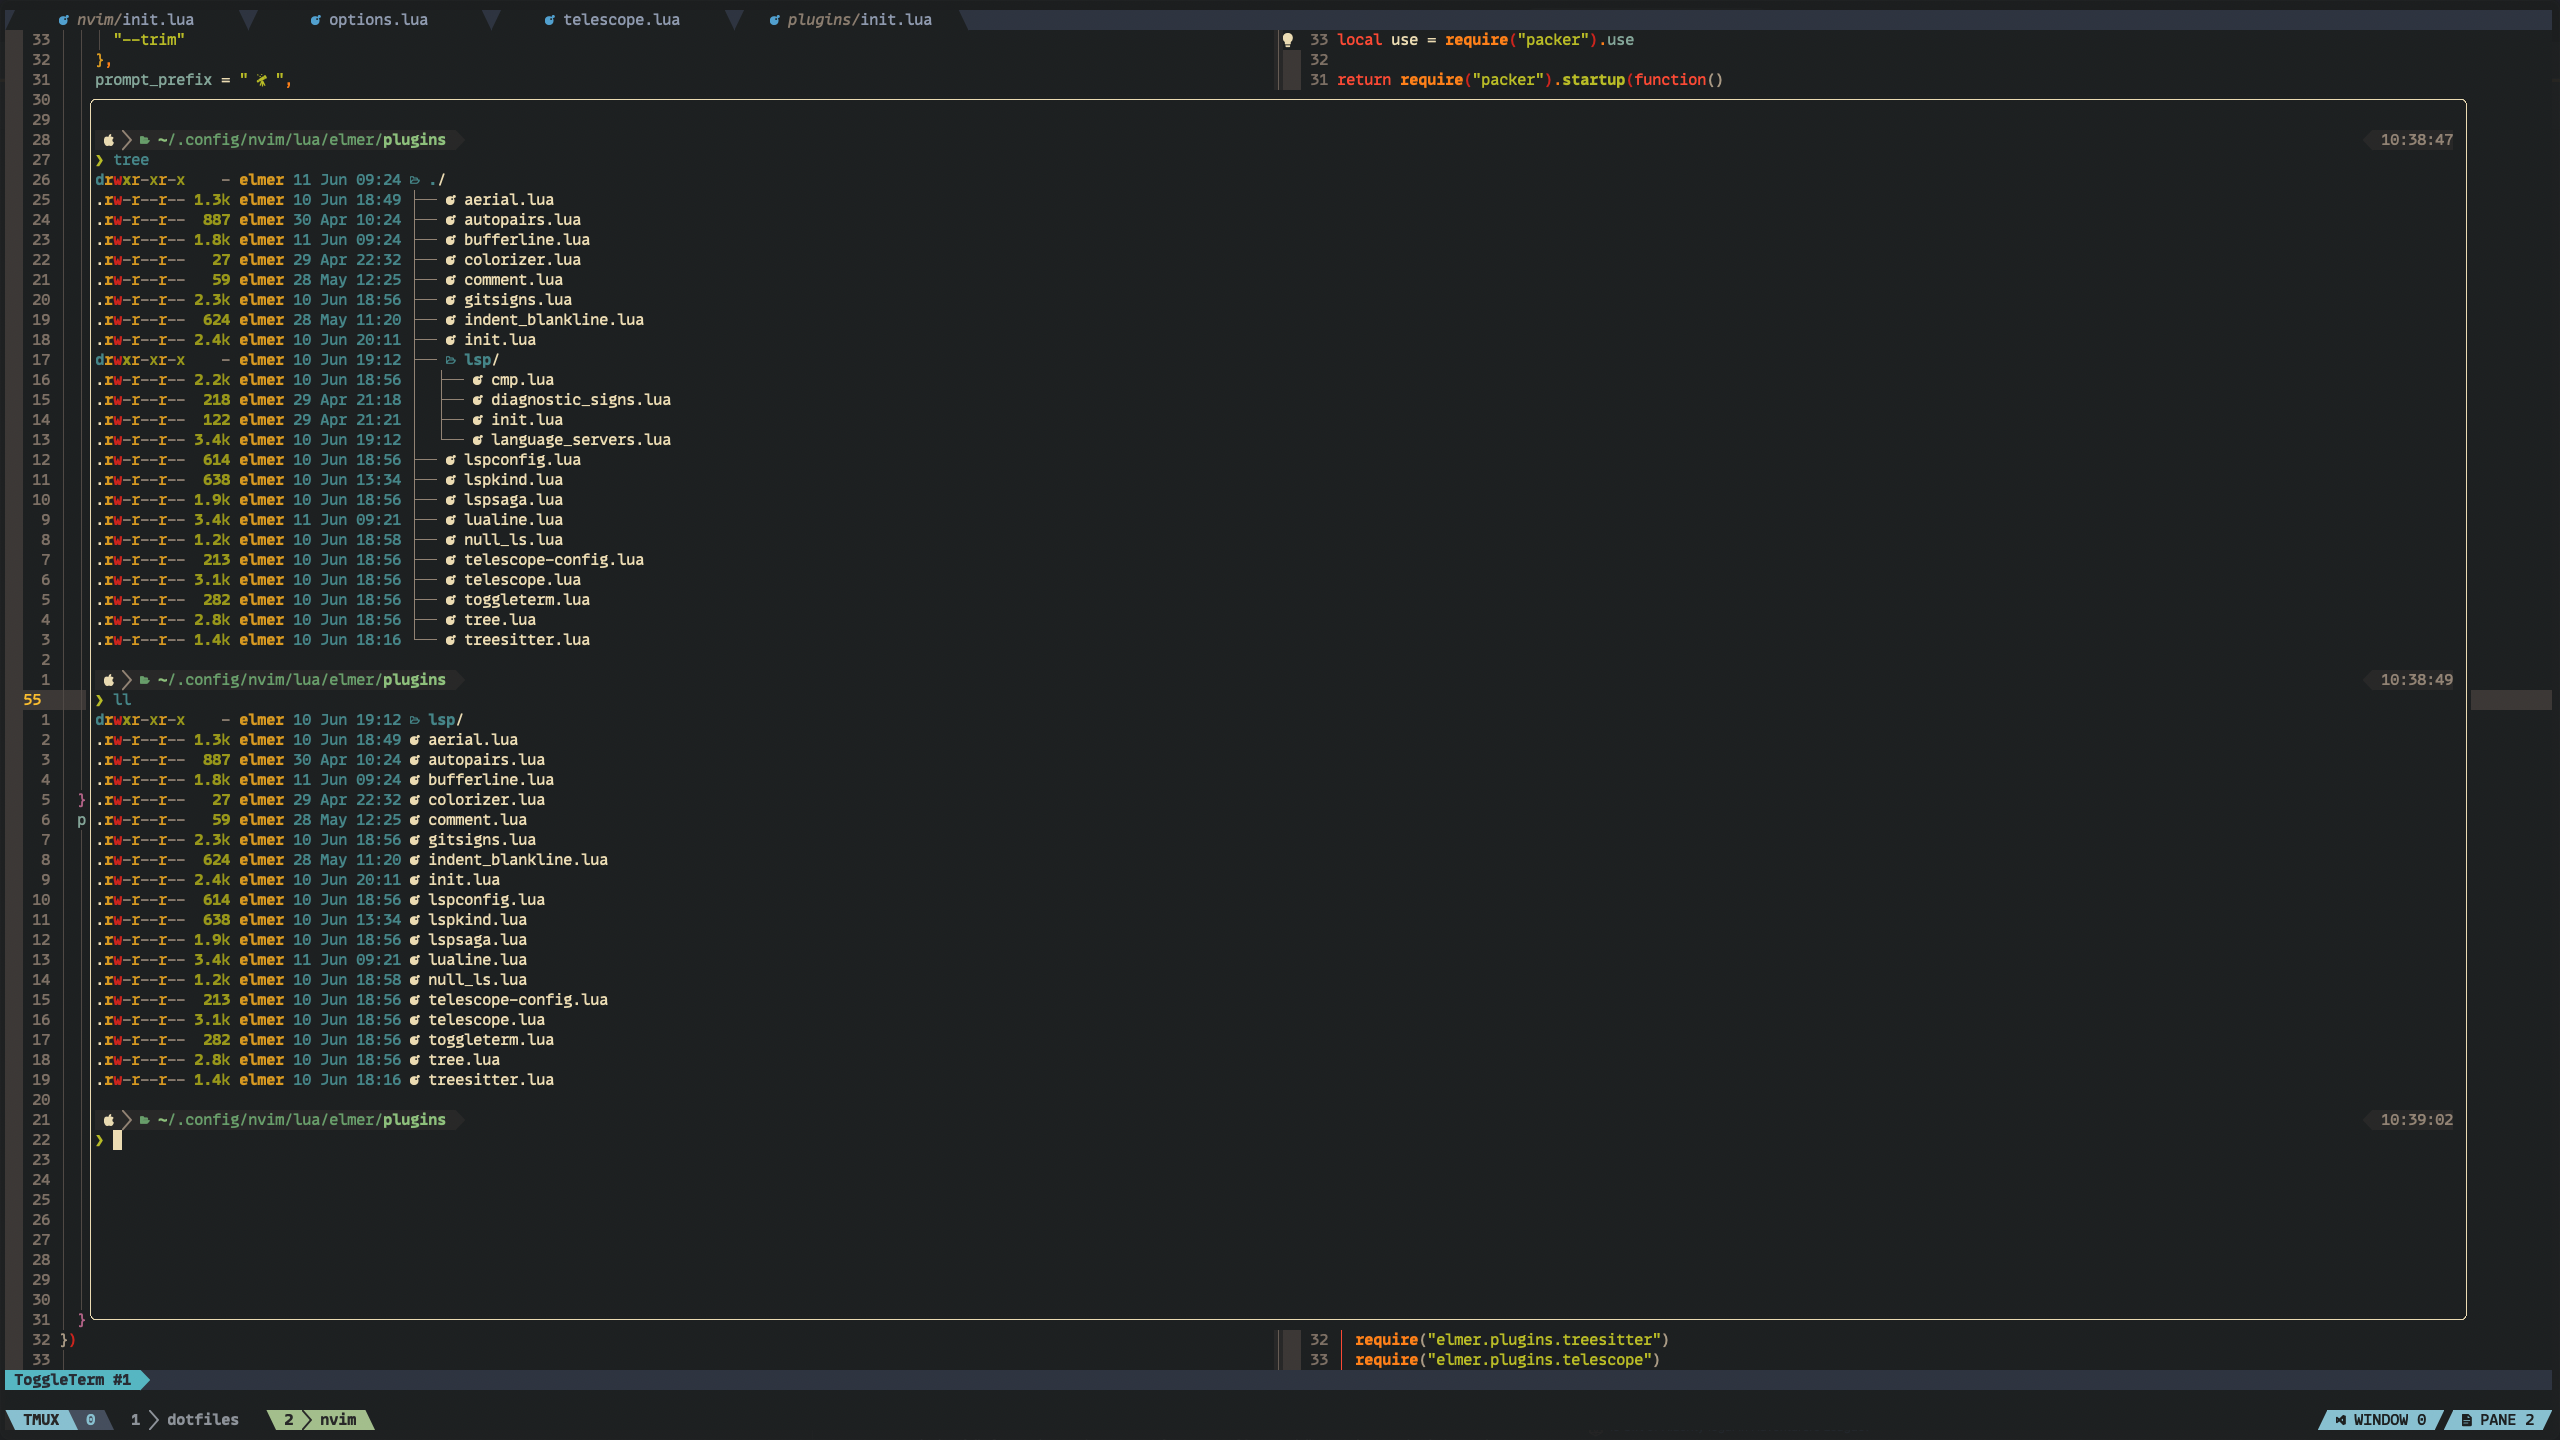 nvim/init.lua options.lua telescope.lua plugins/init.lua
33 "--trim" 33 local use = require("packer").use
32 }, 32
31 prompt_prefix = " ", 31 return require("packer").startup(function()
30
29
28 ~/.config/nvim/lua/elmer/plugins 10:38:47
27 ❯ tree
26 drwxr-xr-x - elmer 11 Jun 09:24 ./
25 .rw-r--r-- 1.3k elmer 10 Jun 18:49 ├── aerial.lua
24 .rw-r--r-- 887 elmer 30 Apr 10:24 ├── autopairs.lua
23 .rw-r--r-- 1.8k elmer 11 Jun 09:24 ├── bufferline.lua
22 .rw-r--r-- 27 elmer 29 Apr 22:32 ├── colorizer.lua
21 .rw-r--r-- 59 elmer 28 May 12:25 ├── comment.lua
20 .rw-r--r-- 2.3k elmer 10 Jun 18:56 ├── gitsigns.lua
19 .rw-r--r-- 624 elmer 28 May 11:20 ├── indent_blankline.lua
18 .rw-r--r-- 2.4k elmer 10 Jun 20:11 ├── init.lua
17 drwxr-xr-x - elmer 10 Jun 19:12 ├── lsp/
16 .rw-r--r-- 2.2k elmer 10 Jun 18:56 │ ├── cmp.lua
15 .rw-r--r-- 218 elmer 29 Apr 21:18 │ ├── diagnostic_signs.lua
14 .rw-r--r-- 122 elmer 29 Apr 21:21 │ ├── init.lua
13 .rw-r--r-- 3.4k elmer 10 Jun 19:12 │ └── language_servers.lua
12 .rw-r--r-- 614 elmer 10 Jun 18:56 ├── lspconfig.lua
11 .rw-r--r-- 638 elmer 10 Jun 13:34 ├── lspkind.lua
10 .rw-r--r-- 1.9k elmer 10 Jun 18:56 ├── lspsaga.lua
9 .rw-r--r-- 3.4k elmer 11 Jun 09:21 ├── lualine.lua
8 .rw-r--r-- 1.2k elmer 10 Jun 18:58 ├── null_ls.lua
7 .rw-r--r-- 213 elmer 10 Jun 18:56 ├── telescope-config.lua
6 .rw-r--r-- 3.1k elmer 10 Jun 18:56 ├── telescope.lua
5 .rw-r--r-- 282 elmer 10 Jun 18:56 ├── toggleterm.lua
4 .rw-r--r-- 2.8k elmer 10 Jun 18:56 ├── tree.lua
3 .rw-r--r-- 1.4k elmer 10 Jun 18:16 └── treesitter.lua
2
1 ~/.config/nvim/lua/elmer/plugins 10:38:49
55 ❯ ll
1 drwxr-xr-x - elmer 10 Jun 19:12 lsp/
2 .rw-r--r-- 1.3k elmer 10 Jun 18:49 aerial.lua
3 .rw-r--r-- 887 elmer 30 Apr 10:24 autopairs.lua
4 .rw-r--r-- 1.8k elmer 11 Jun 09:24 bufferline.lua
5 } .rw-r--r-- 27 elmer 29 Apr 22:32 colorizer.lua
6 p .rw-r--r-- 59 elmer 28 May 12:25 comment.lua
7 .rw-r--r-- 2.3k elmer 10 Jun 18:56 gitsigns.lua
8 .rw-r--r-- 624 elmer 28 May 11:20 indent_blankline.lua
9 .rw-r--r-- 2.4k elmer 10 Jun 20:11 init.lua
10 .rw-r--r-- 614 elmer 10 Jun 18:56 lspconfig.lua
11 .rw-r--r-- 638 elmer 10 Jun 13:34 lspkind.lua
12 .rw-r--r-- 1.9k elmer 10 Jun 18:56 lspsaga.lua
13 .rw-r--r-- 3.4k elmer 11 Jun 09:21 lualine.lua
14 .rw-r--r-- 1.2k elmer 10 Jun 18:58 null_ls.lua
15 .rw-r--r-- 213 elmer 10 Jun 18:56 telescope-config.lua
16 .rw-r--r-- 3.1k elmer 10 Jun 18:56 telescope.lua
17 .rw-r--r-- 282 elmer 10 Jun 18:56 toggleterm.lua
18 .rw-r--r-- 2.8k elmer 10 Jun 18:56 tree.lua
19 .rw-r--r-- 1.4k elmer 10 Jun 18:16 treesitter.lua
20
21 ~/.config/nvim/lua/elmer/plugins 10:39:02
22 ❯
23
24
25
26
27
28
29
30
31 }
32 }) 32 require("elmer.plugins.treesitter")
33 33 require("elmer.plugins.telescope")
ToggleTerm #1
TMUX 0 1 dotfiles 2 nvim WINDOW 0 PANE 2